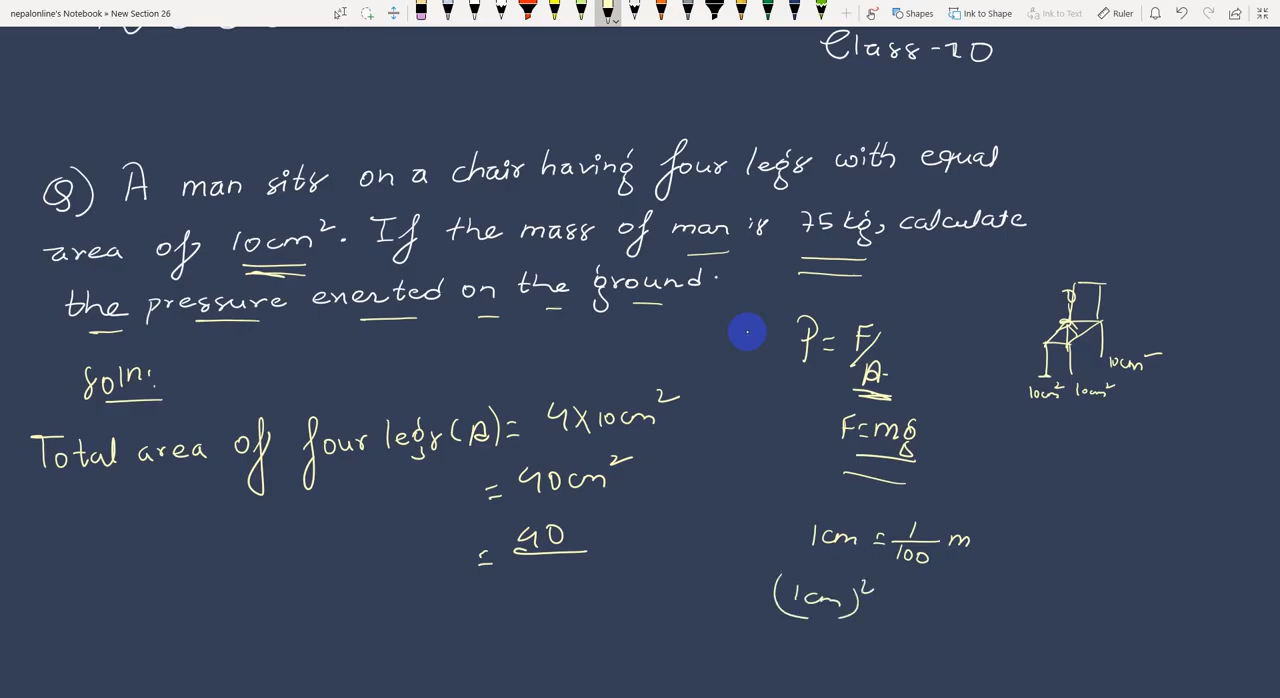 nepalonline's Notebook » New Section 26
Shapes Ink to Shape Ink to Text Ruler
Class-10
Q) A man sits on a chair having four legs with equal
area of 10cm². If the mass of man is 75kg, calculate
the pressure exerted on the ground.
Soln:
Total area of four legs (A) = 4×10cm²
= 40cm²
= 40
P = F/A
F=mg
1cm = 1/100 m
(1cm)²
10cm
10cm² 10cm²